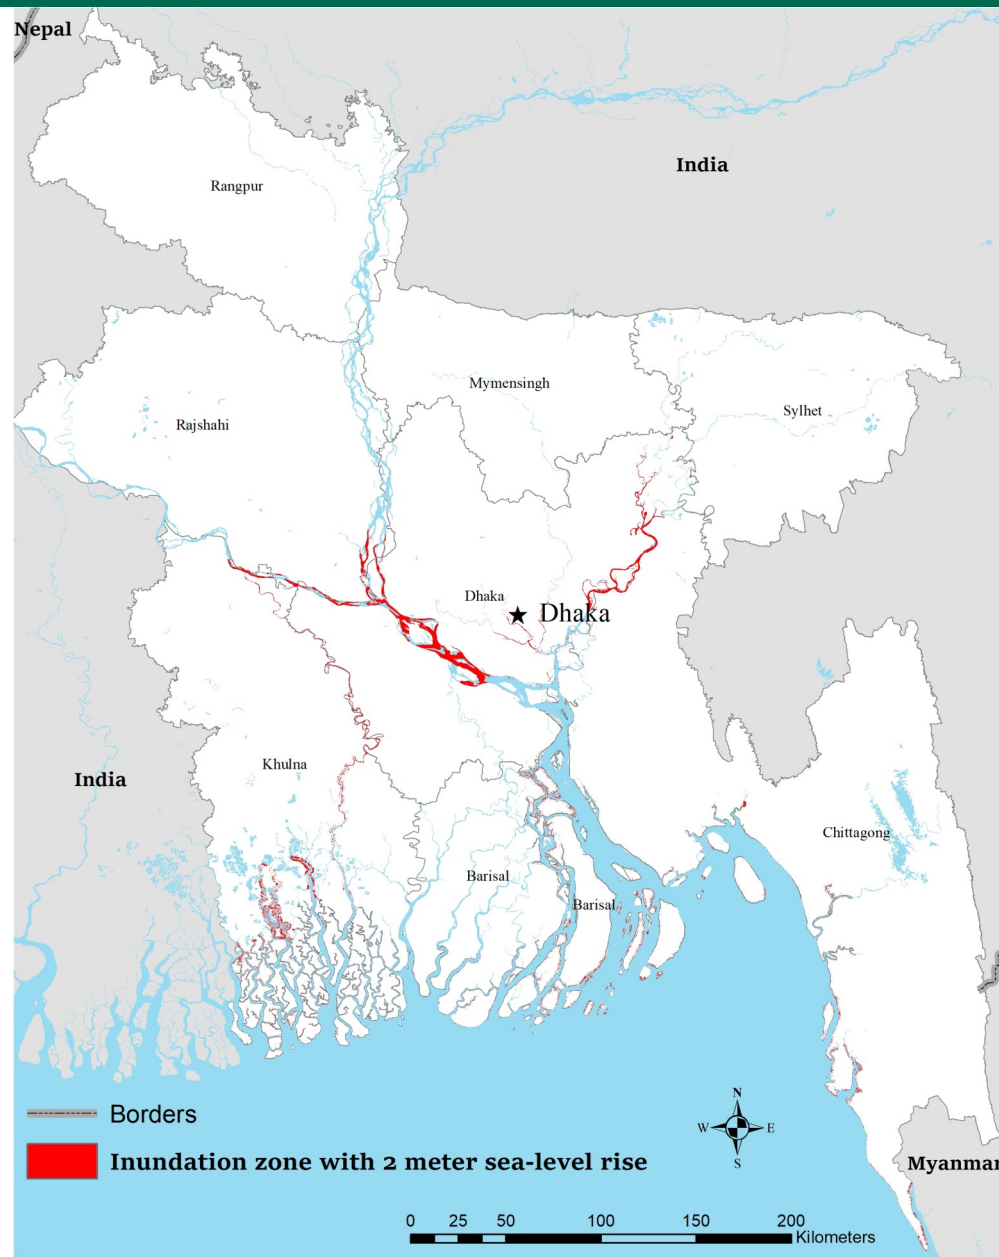 Nepal
India
Rangpur
Mymensingh
Sylhet
Rajshahi
Dhaka
Dhaka
Khulna
India
Chittagong
Barisal
Barisal
Borders
N
W E
S
Inundation zone with 2 meter sea-level rise
Myanmar
0 25 50 100 150 200
Kilometers